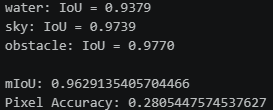 water: IoU = 0.9379
sky: IoU = 0.9739
obstacle: IoU = 0.9770
mIoU: 0.9629135405704466
Pixel Accuracy: 0.2805447574537627